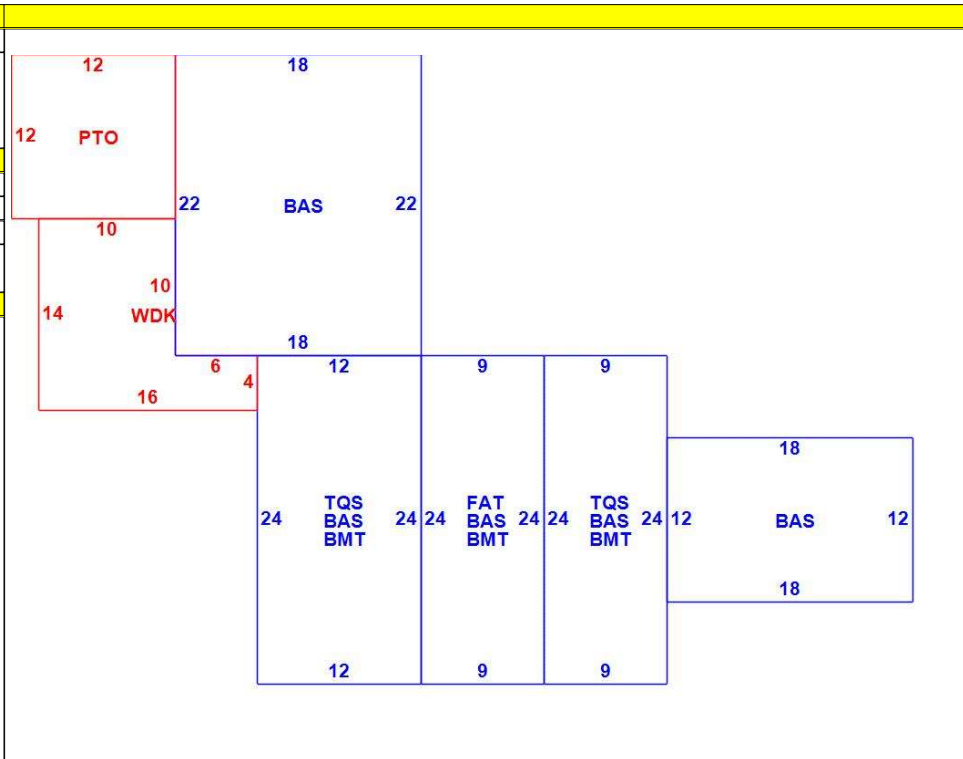 12
18
12 PTO
22 BAS 22
10
10
14 WDK
18
6 12 9 9
4
16
18
TQS FAT TQS
24 BAS 24 24 BAS 24 24 BAS 24 12 BAS 12
BMT BMT BMT
18
12 9 9